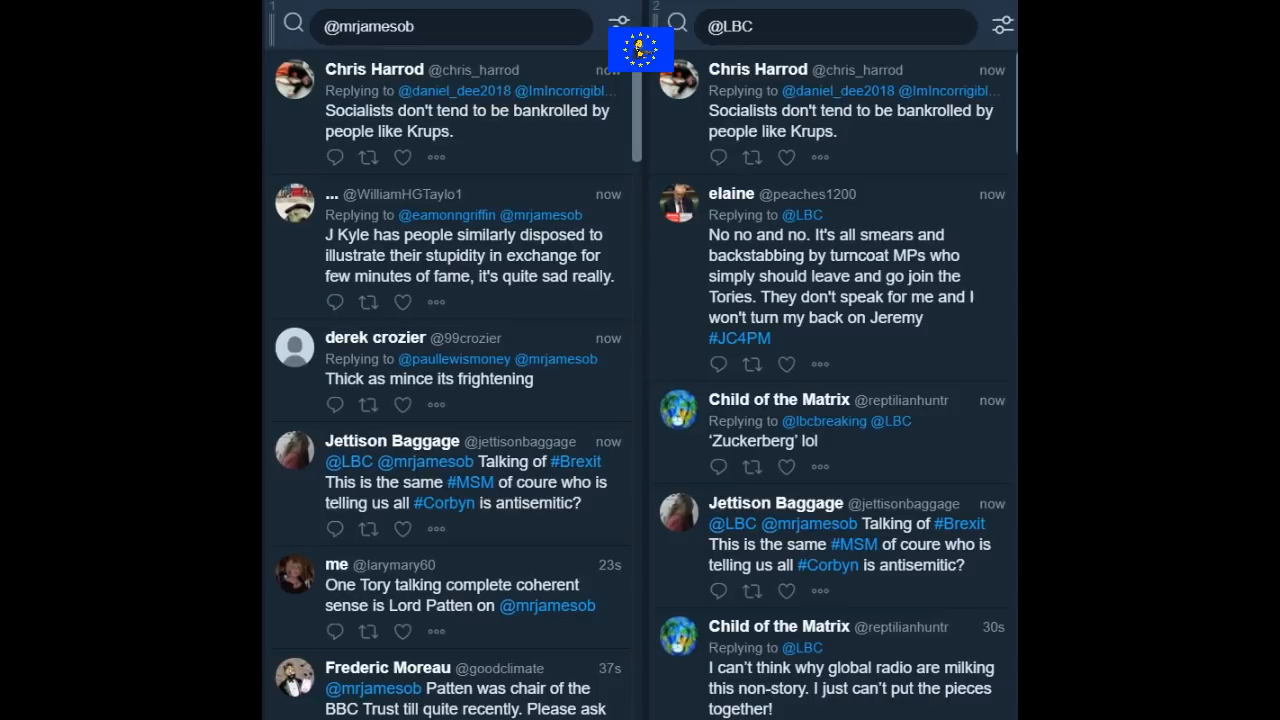 1
@mrjamesob
Chris Harrod @chris_harrod now
Replying to @daniel_dee2018 @ImIncorrigibl...
Socialists don't tend to be bankrolled by
people like Krups.
... @WilliamHGTaylo1 now
Replying to @eamonngriffin @mrjamesob
J Kyle has people similarly disposed to
illustrate their stupidity in exchange for
few minutes of fame, it's quite sad really.
derek crozier @99crozier now
Replying to @paullewismoney @mrjamesob
Thick as mince its frightening
Jettison Baggage @jettisonbaggage now
@LBC @mrjamesob Talking of #Brexit
This is the same #MSM of coure who is
telling us all #Corbyn is antisemitic?
me @larymary60 23s
One Tory talking complete coherent
sense is Lord Patten on @mrjamesob
Frederic Moreau @goodclimate 37s
@mrjamesob Patten was chair of the
BBC Trust till quite recently. Please ask
2
@LBC
Chris Harrod @chris_harrod now
Replying to @daniel_dee2018 @ImIncorrigibl...
Socialists don't tend to be bankrolled by
people like Krups.
elaine @peaches1200 now
Replying to @LBC
No no and no. It's all smears and
backstabbing by turncoat MPs who
simply should leave and go join the
Tories. They don't speak for me and I
won't turn my back on Jeremy
#JC4PM
Child of the Matrix @reptilianhuntr now
Replying to @lbcbreaking @LBC
‘Zuckerberg’ lol
Jettison Baggage @jettisonbaggage now
@LBC @mrjamesob Talking of #Brexit
This is the same #MSM of coure who is
telling us all #Corbyn is antisemitic?
Child of the Matrix @reptilianhuntr 30s
Replying to @LBC
I can’t think why global radio are milking
this non-story. I just can’t put the pieces
together!